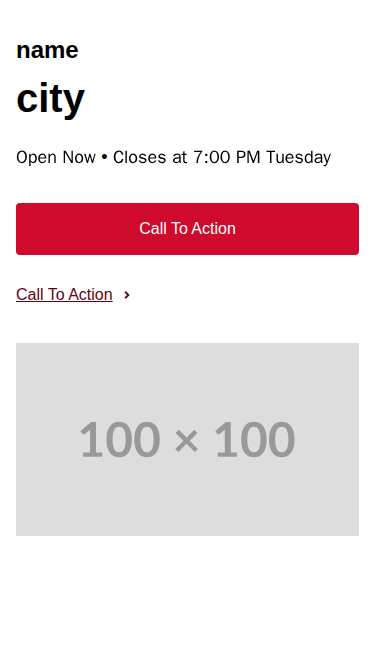 name
city
Open Now • Closes at 7:00 PM Tuesday
Call To Action
Call To Action
100 × 100